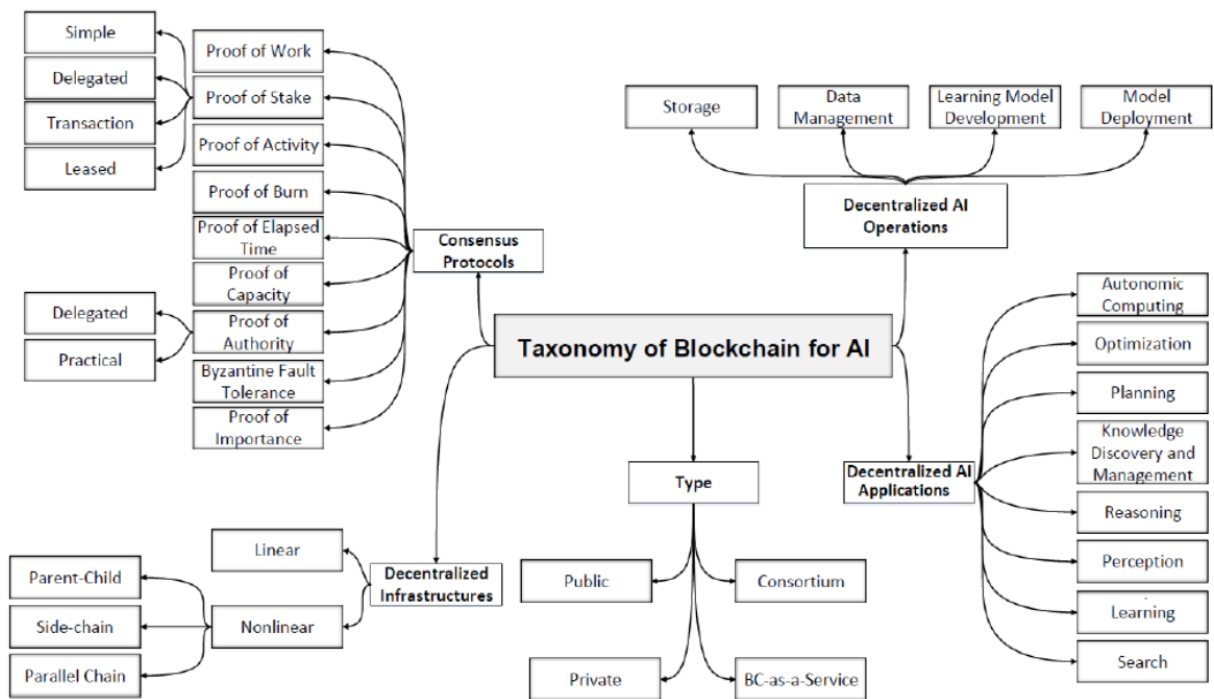 Simple
Delegated
Transaction
Leased
Proof of Work
Proof of Stake
Proof of Activity
Proof of Burn
Proof of Elapsed
Time
Proof of
Capacity
Proof of
Authority
Byzantine Fault
Tolerance
Proof of
Importance
Delegated
Practical
Consensus
Protocols
Storage
Data
Management
Learning Model
Development
Model
Deployment
Decentralized AI
Operations
Taxonomy of Blockchain for AI
Autonomic
Computing
Optimization
Planning
Knowledge
Discovery and
Management
Reasoning
Perception
Learning
Search
Decentralized AI
Applications
Type
Public
Consortium
Private
BC-as-a-Service
Linear
Nonlinear
Decentralized
Infrastructures
Parent-Child
Side-chain
Parallel Chain